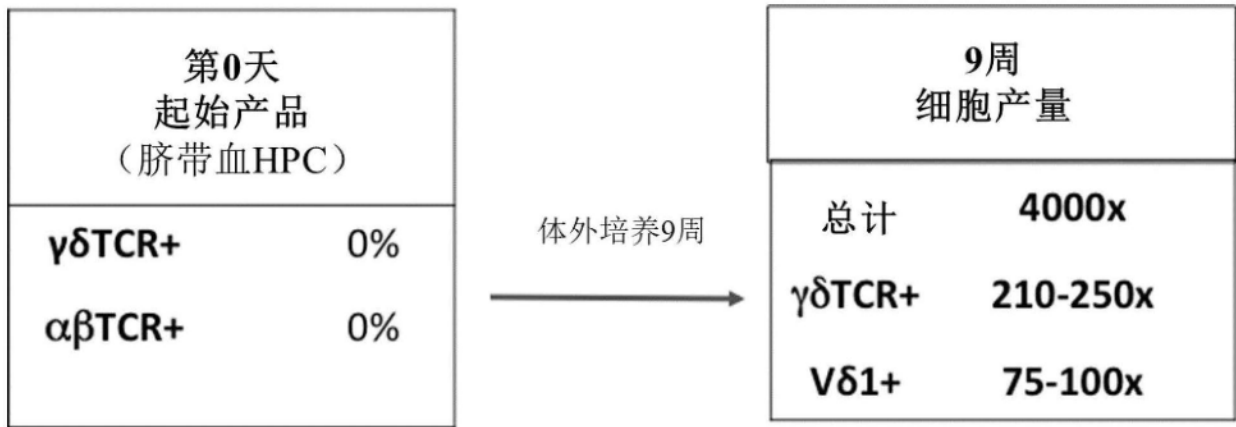 第0天
起始产品
（脐带血HPC）
γδTCR+ 0%
αβTCR+ 0%
体外培养9周
9周
细胞产量
总计 4000x
γδTCR+ 210-250x
Vδ1+ 75-100x